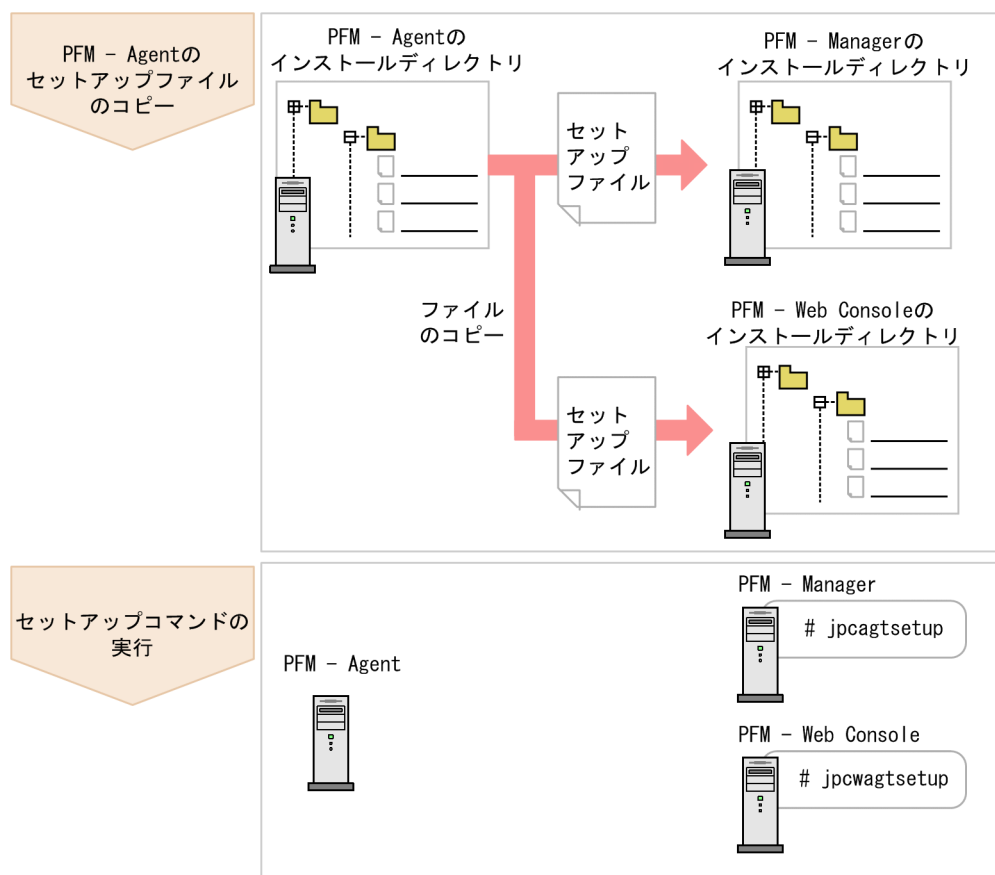 PFM - Agentの
セットアップファイル
のコピー
PFM - Agentの
インストールディレクトリ
PFM - Managerの
インストールディレクトリ
セット
アップ
ファイル
ファイル
のコピー
PFM - Web Consoleの
インストールディレクトリ
セット
アップ
ファイル
セットアップコマンドの
実行
PFM - Agent
PFM - Manager
# jpcagtsetup
PFM - Web Console
# jpcwagtsetup